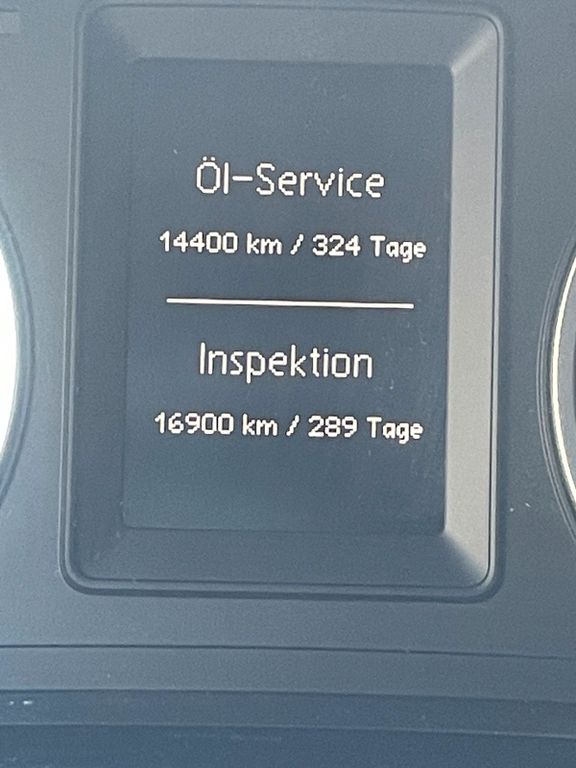 Öl-Service
14400 km / 324 Tage
Inspektion
16900 km / 289 Tage